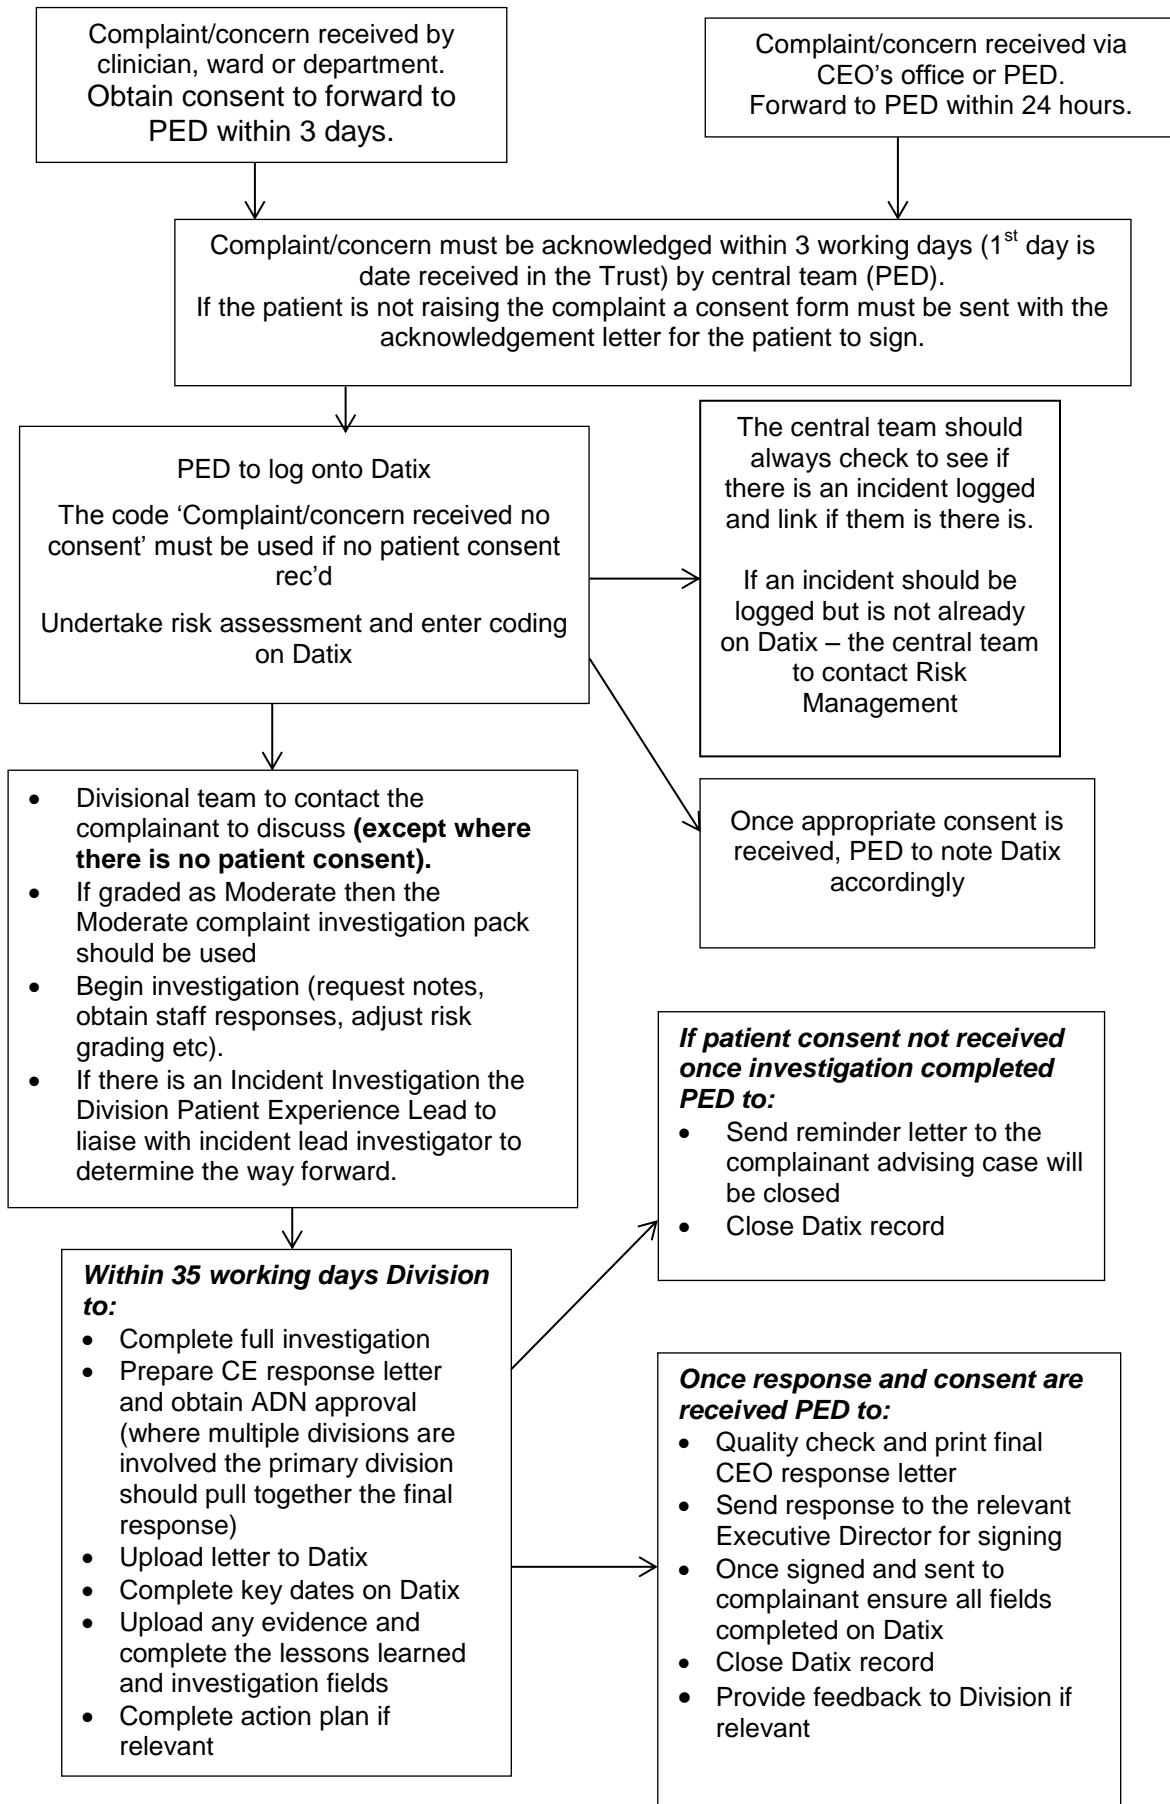 Complaint/concern received by
clinician, ward or department.
Obtain consent to forward to
PED within 3 days.
Complaint/concern received via
CEO’s office or PED.
Forward to PED within 24 hours.
Complaint/concern must be acknowledged within 3 working days (1st day is
date received in the Trust) by central team (PED).
If the patient is not raising the complaint a consent form must be sent with the
acknowledgement letter for the patient to sign.
PED to log onto Datix
The code ‘Complaint/concern received no
consent’ must be used if no patient consent
rec’d
Undertake risk assessment and enter coding
on Datix
The central team should
always check to see if
there is an incident logged
and link if them is there is.
If an incident should be
logged but is not already
on Datix – the central team
to contact Risk
Management
Once appropriate consent is
received, PED to note Datix
accordingly
• Divisional team to contact the
complainant to discuss (except where
there is no patient consent).
• If graded as Moderate then the
Moderate complaint investigation pack
should be used
• Begin investigation (request notes,
obtain staff responses, adjust risk
grading etc).
• If there is an Incident Investigation the
Division Patient Experience Lead to
liaise with incident lead investigator to
determine the way forward.
If patient consent not received
once investigation completed
PED to:
• Send reminder letter to the
complainant advising case will
be closed
• Close Datix record
Within 35 working days Division
to:
• Complete full investigation
• Prepare CE response letter
and obtain ADN approval
(where multiple divisions are
involved the primary division
should pull together the final
response)
• Upload letter to Datix
• Complete key dates on Datix
• Upload any evidence and
complete the lessons learned
and investigation fields
• Complete action plan if
relevant
Once response and consent are
received PED to:
• Quality check and print final
CEO response letter
• Send response to the relevant
Executive Director for signing
• Once signed and sent to
complainant ensure all fields
completed on Datix
• Close Datix record
• Provide feedback to Division if
relevant